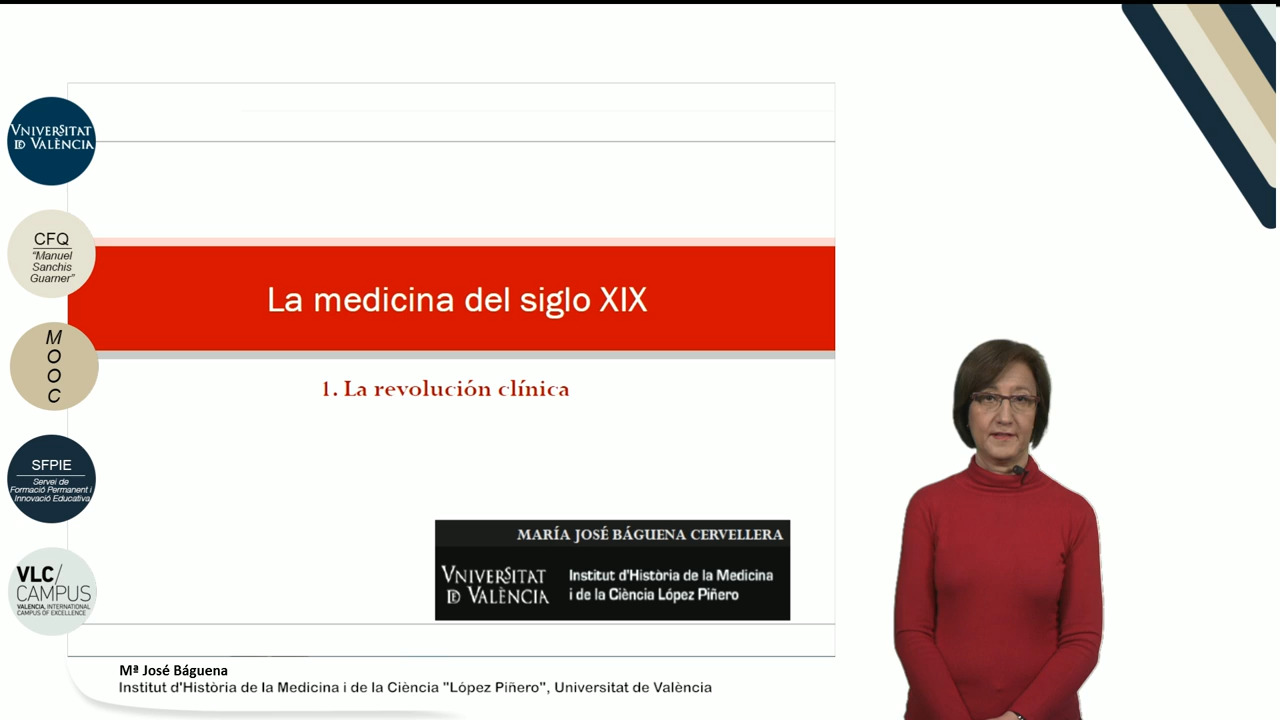 VNIVERSITAT
ID VALÈNCIA
CFQ
"Manuel
Sanchis
Guarner"
M
O
O
C
SFPIE
Servei de
Formació Permanent i
Innovació Educativa
VLC/
CAMPUS
VALENCIA, INTERNATIONAL
CAMPUS OF EXCELLENCE
La medicina del siglo XIX
1. La revolución clínica
MARÍA JOSÉ BÁGUENA CERVELLERA
VNIVERSITAT
ID VALÈNCIA
Institut d'Història de la Medicina
i de la Ciència López Piñero
Mª José Báguena
Institut d'Història de la Medicina i de la Ciència "López Piñero", Universitat de València